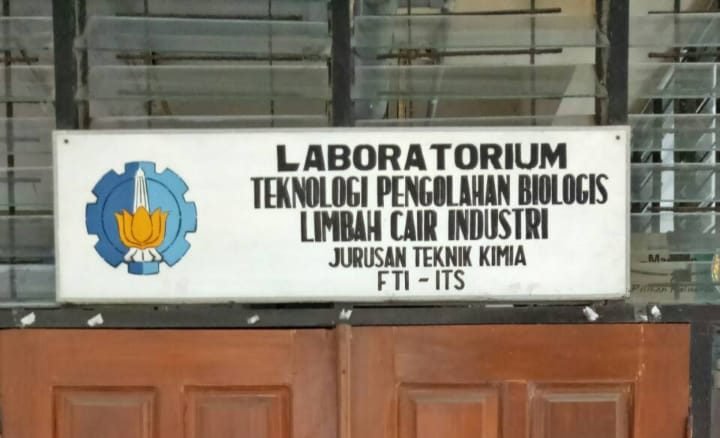 LABORATORIUM
TEKNOLOGI PENGOLAHAN BIOLOGIS
LIMBAH CAIR INDUSTRI
JURUSAN TEKNIK KIMIA
FTI - ITS